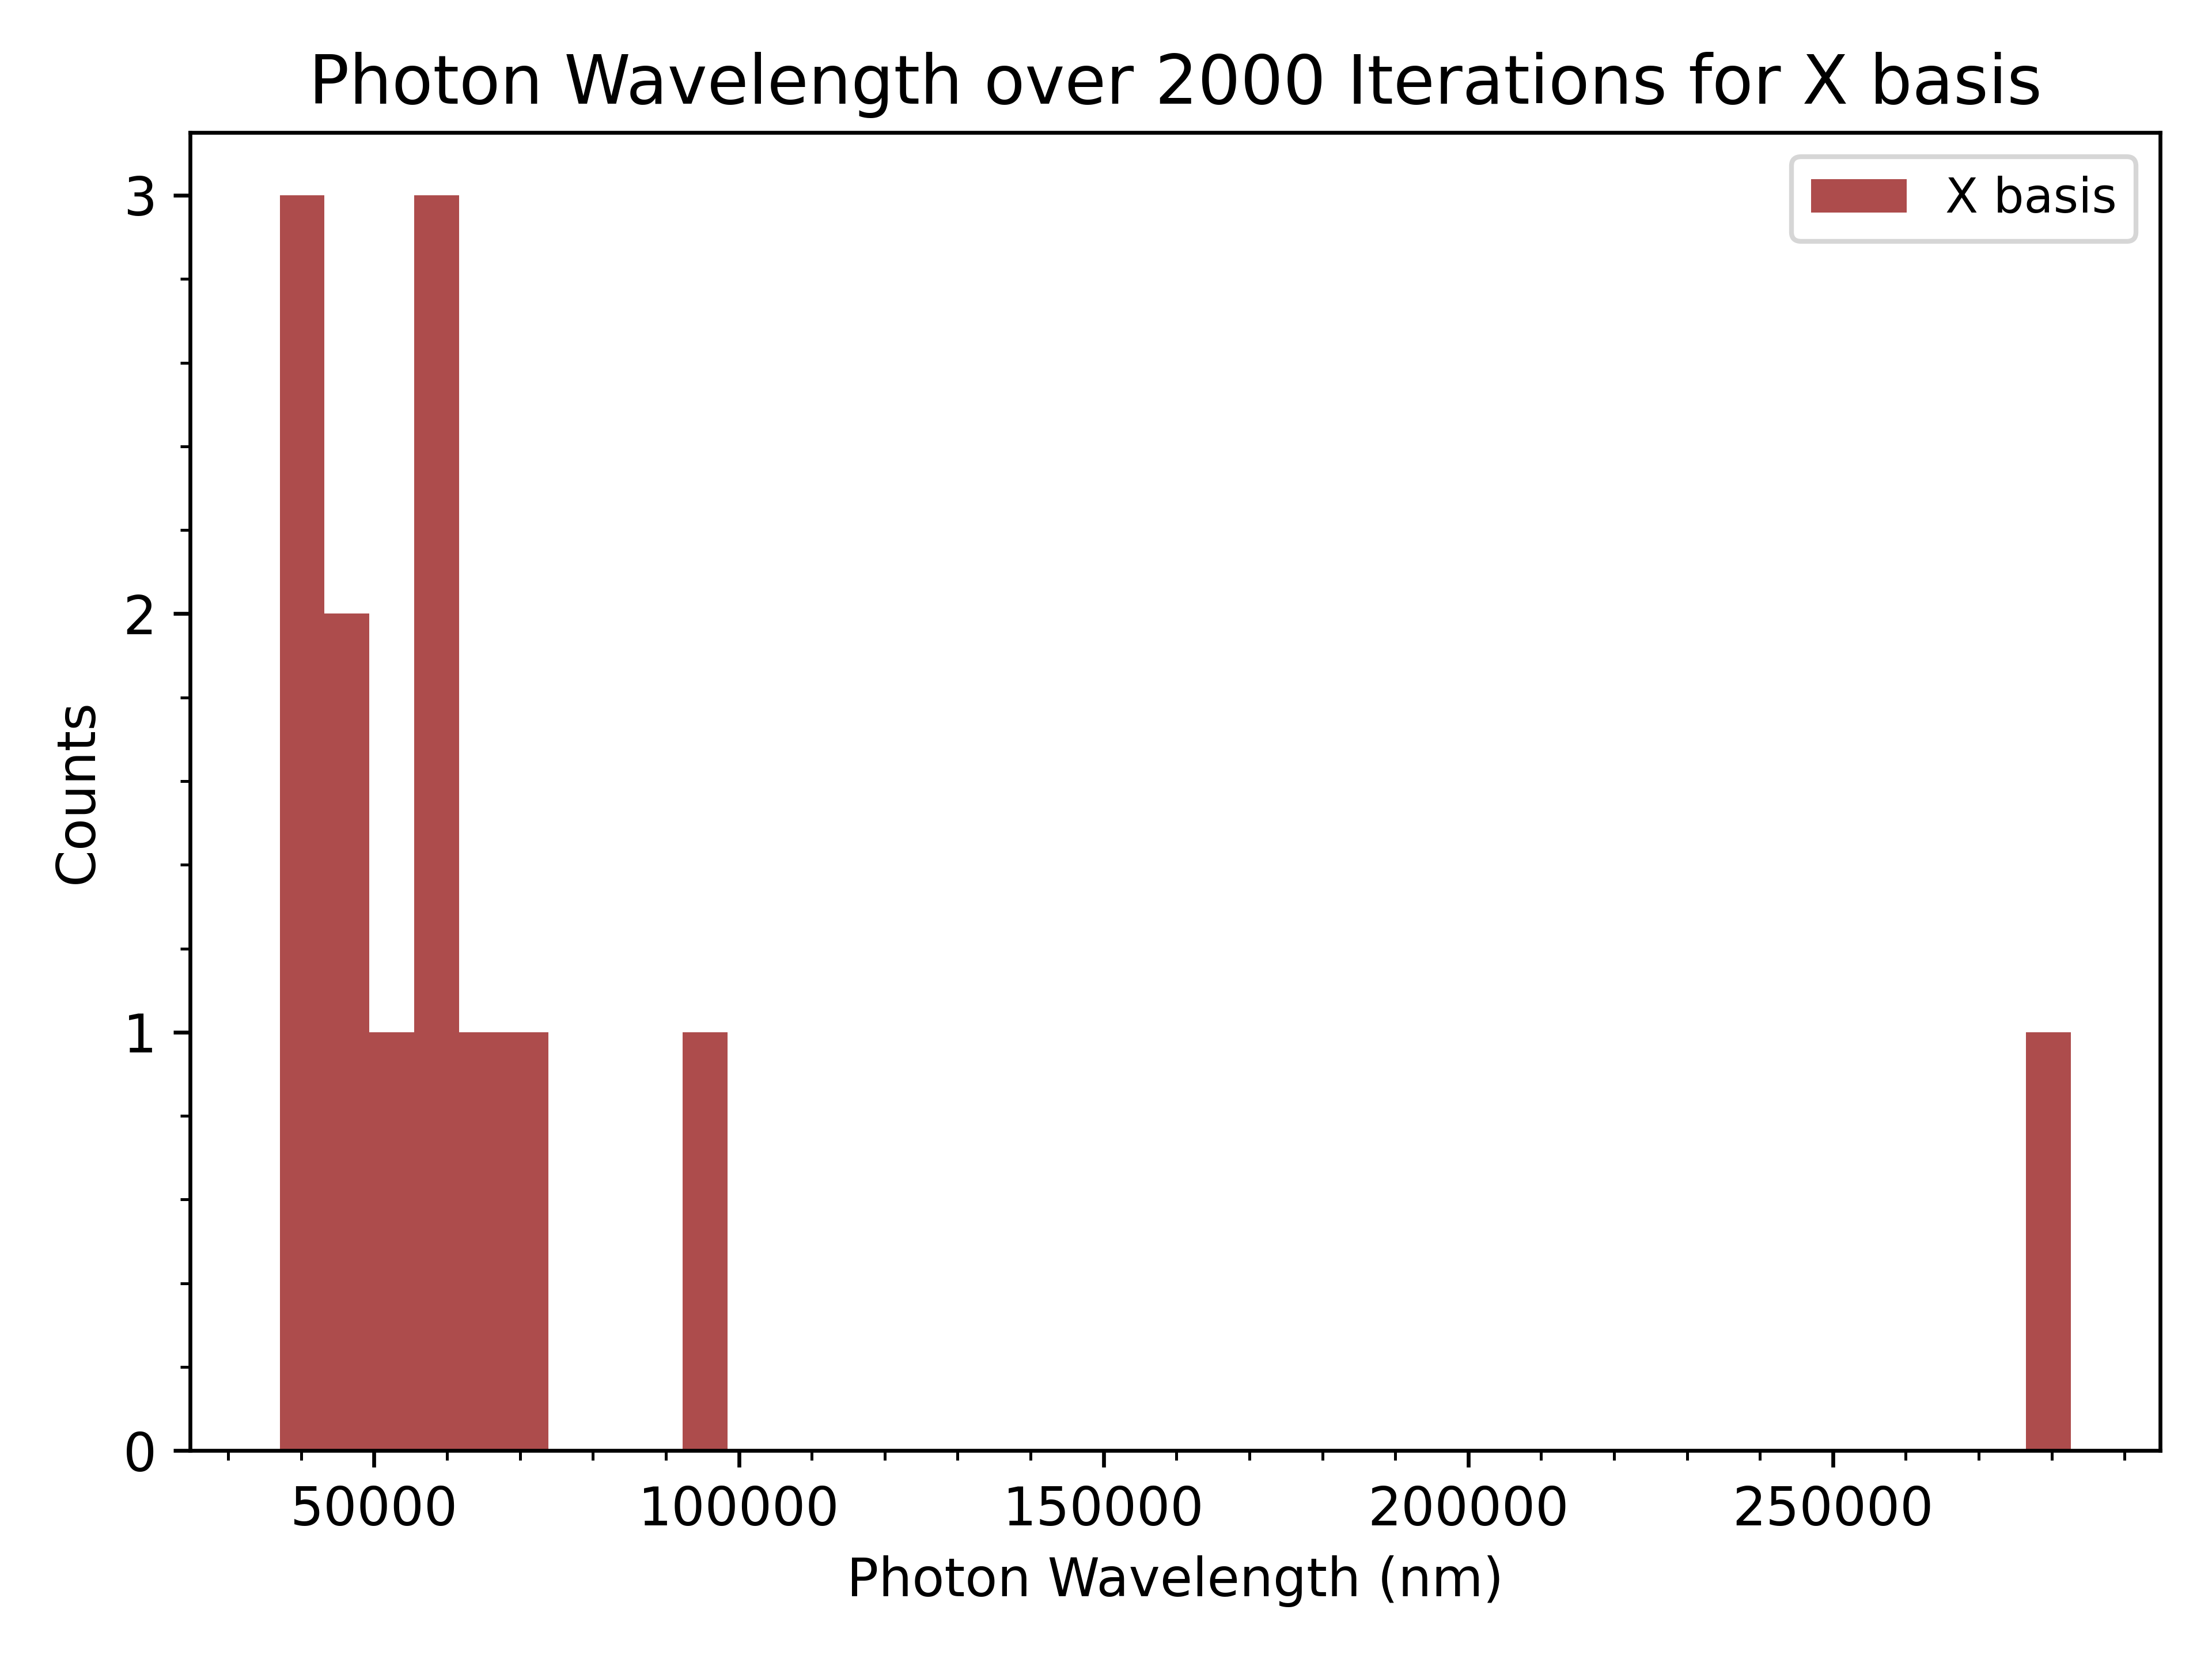 Photon Wavelength over 2000 Iterations for X basis
X basis
3
2
1
0
Counts
50000 100000 150000 200000 250000
Photon Wavelength (nm)